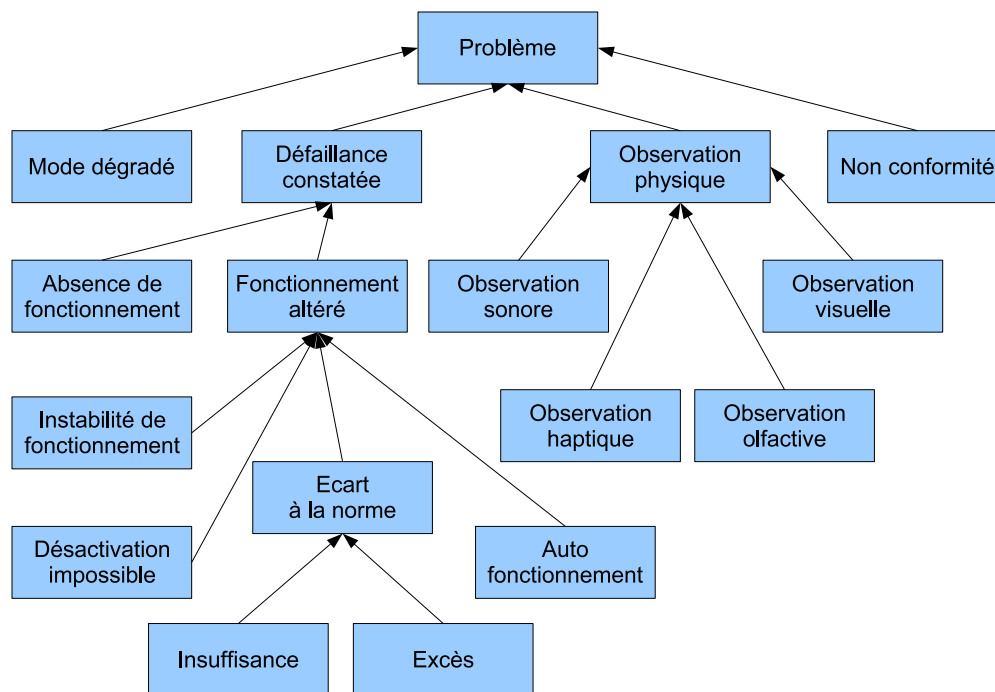 Problème
Mode dégradé
Défaillance
constatée
Observation
physique
Non conformité
Absence de
fonctionnement
Fonctionnement
altéré
Observation
sonore
Observation
visuelle
Instabilité de
fonctionnement
Observation
haptique
Observation
olfactive
Ecart
à la norme
Désactivation
impossible
Auto
fonctionnement
Insuffisance
Excès